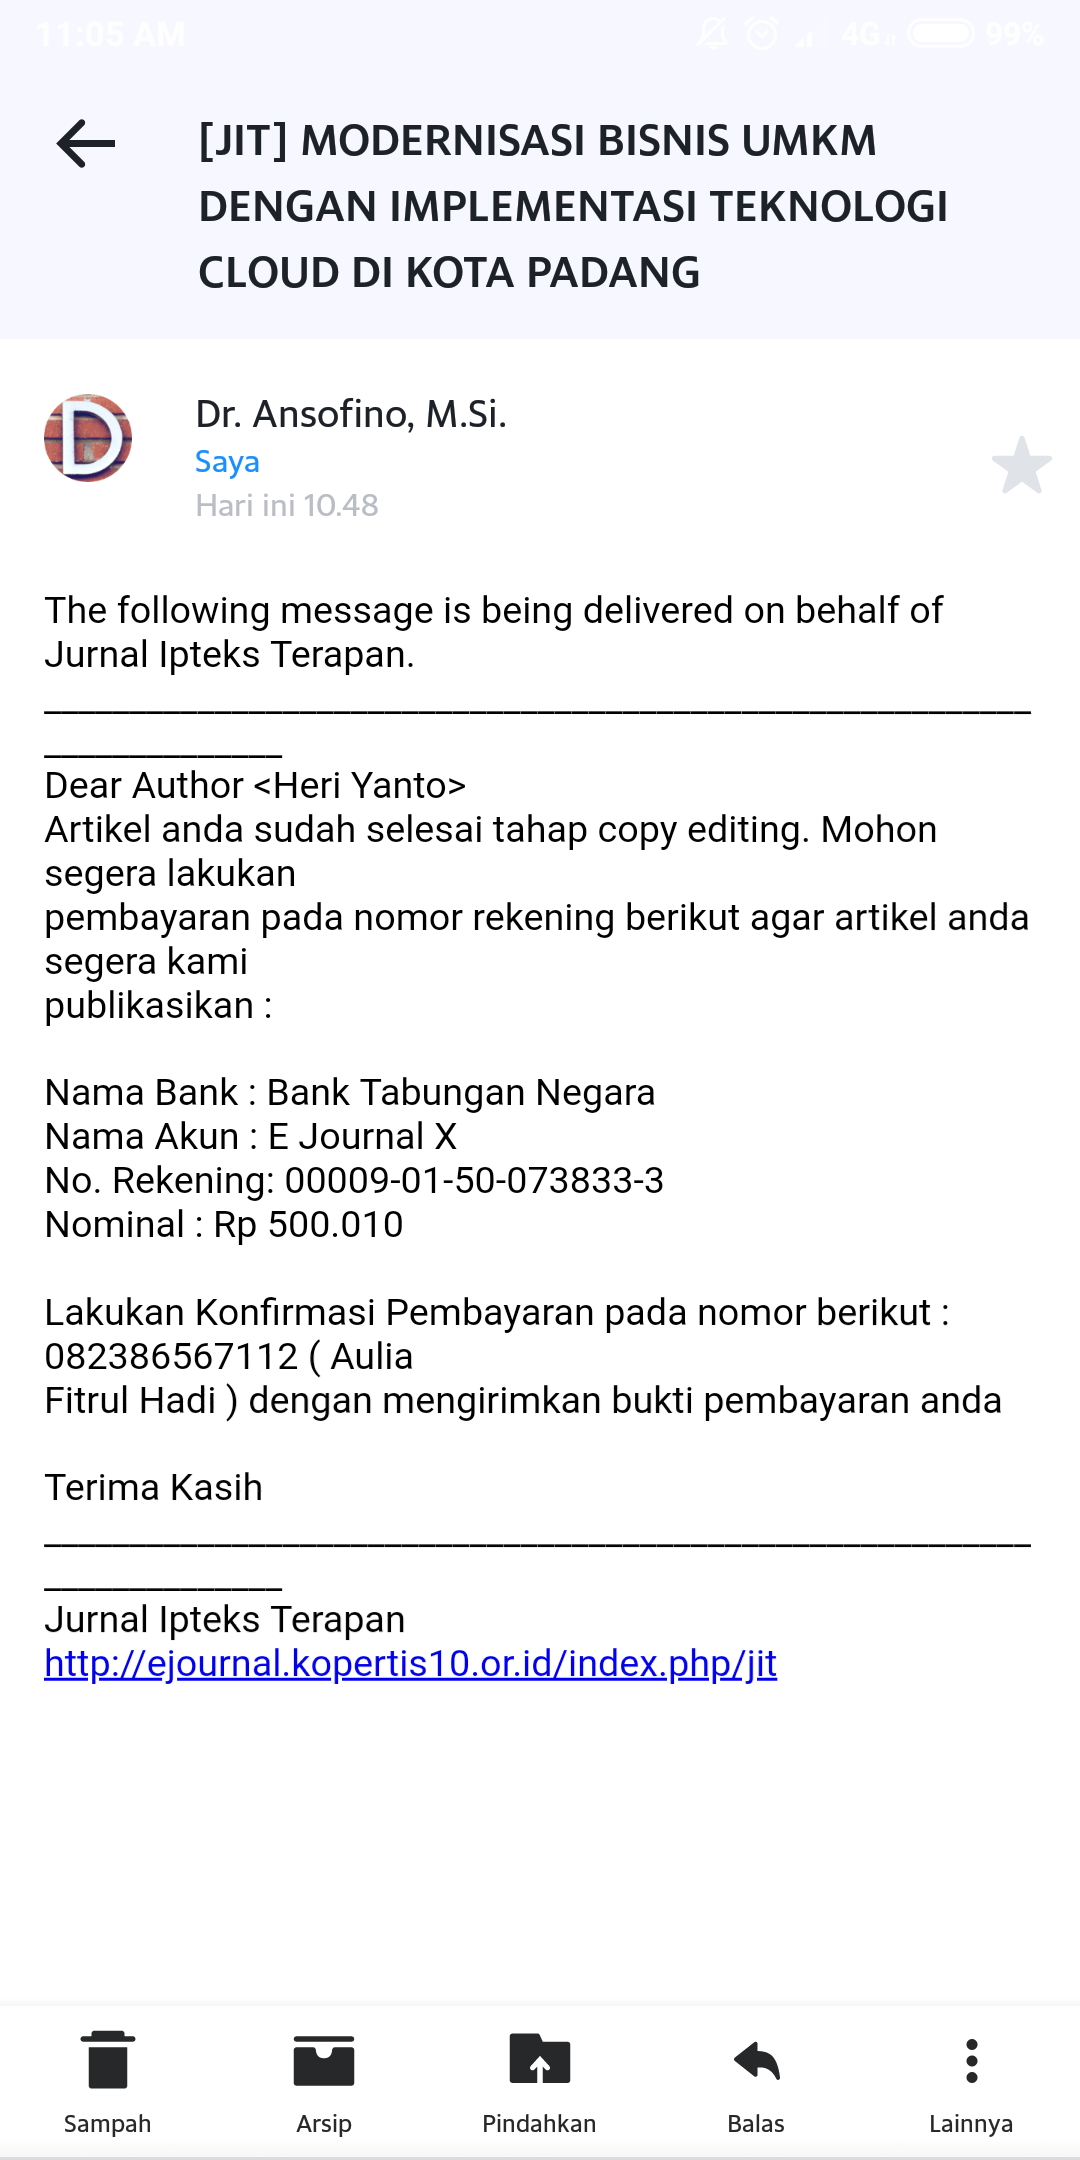 11:05 AM
4G
99%
[JIT] MODERNISASI BISNIS UMKM
DENGAN IMPLEMENTASI TEKNOLOGI
CLOUD DI KOTA PADANG
D
Dr. Ansofino, M.Si.
Saya
Hari ini 10.48
The following message is being delivered on behalf of
Jurnal Ipteks Terapan.
Dear Author <Heri Yanto>
Artikel anda sudah selesai tahap copy editing. Mohon
segera lakukan
pembayaran pada nomor rekening berikut agar artikel anda
segera kami
publikasikan :
Nama Bank : Bank Tabungan Negara
Nama Akun : E Journal X
No. Rekening: 00009-01-50-073833-3
Nominal : Rp 500.010
Lakukan Konfirmasi Pembayaran pada nomor berikut :
082386567112 ( Aulia
Fitrul Hadi ) dengan mengirimkan bukti pembayaran anda
Terima Kasih
Jurnal Ipteks Terapan
http://ejournal.kopertis10.or.id/index.php/jit
Sampah
Arsip
Pindahkan
Balas
Lainnya